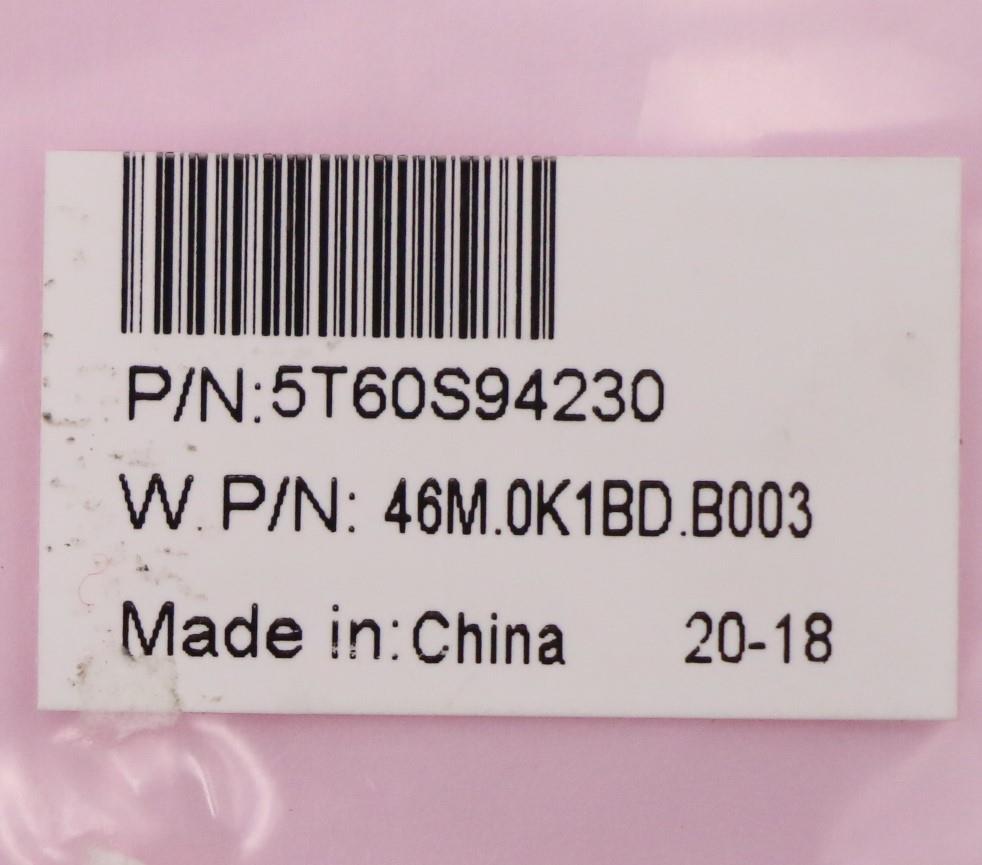 P/N:5T60S94230
W.P/N: 46M.0K1BD.B003
Made in:China 20-18